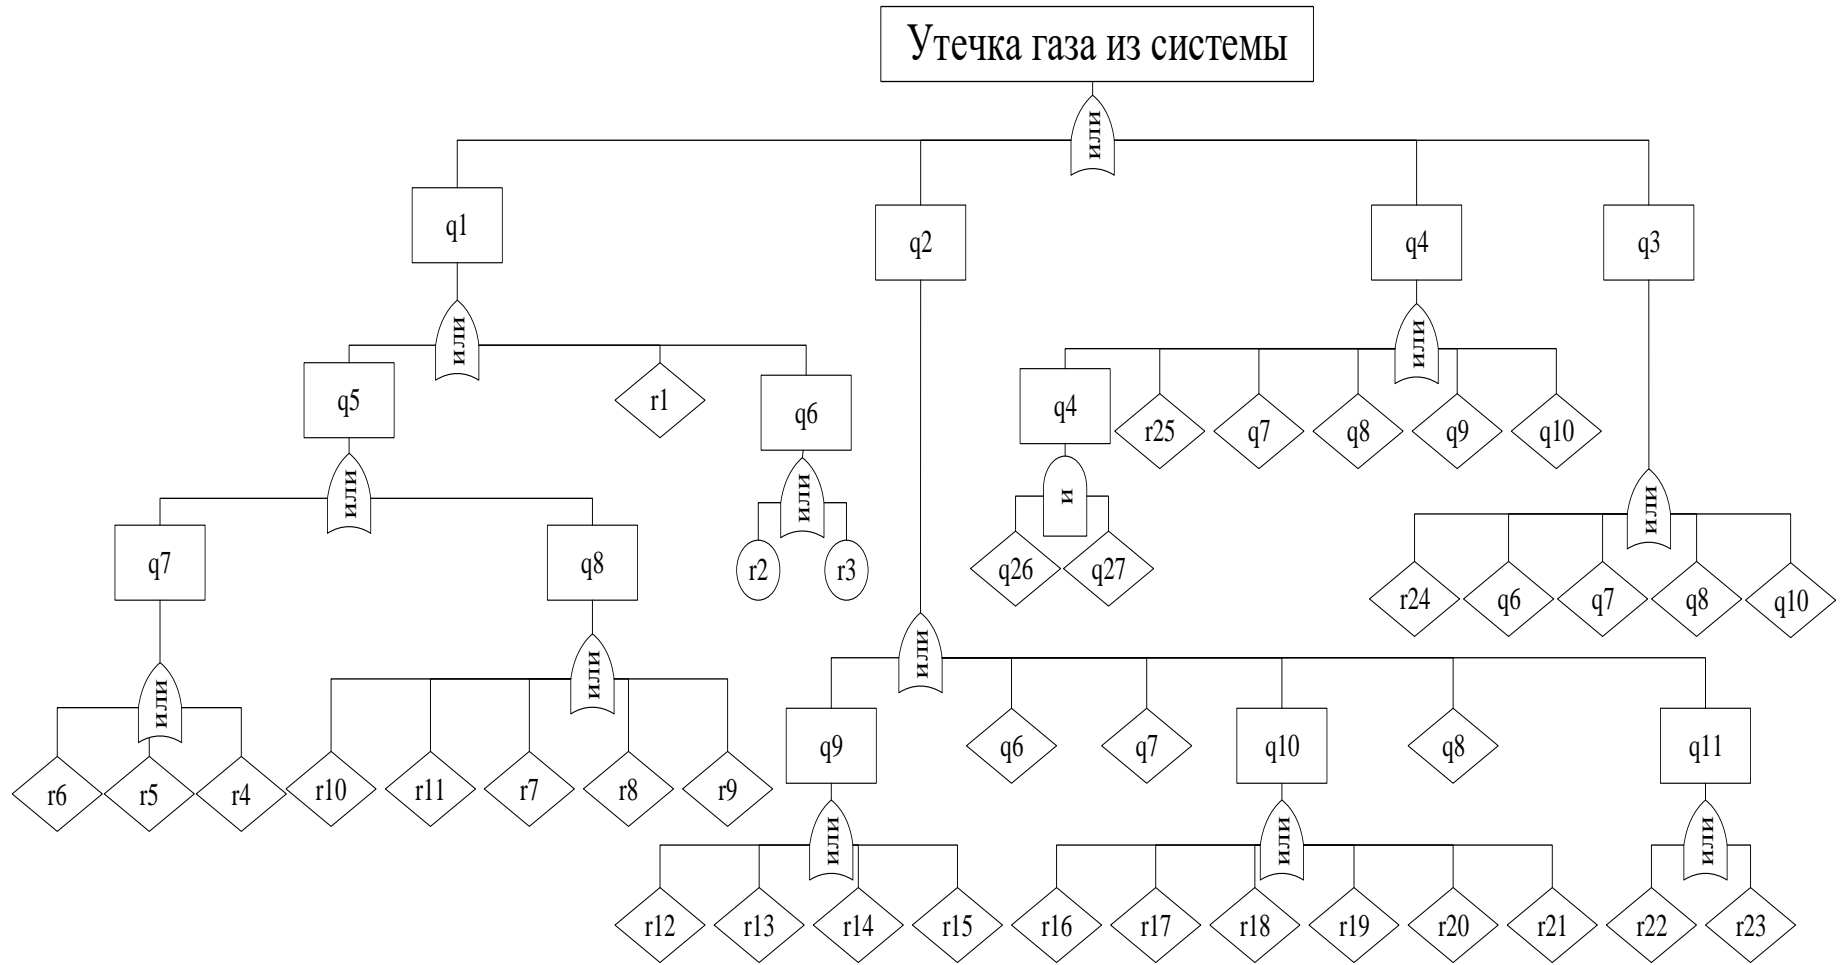 Утечка газа из системы
или
q1
q2
q4
q3
или
или
q5
r1
q6
q4
r25
q7
q8
q9
q10
или
или
и
или
q7
q8
r2
r3
q26
q27
r24
q6
q7
q8
q10
или
или
или
q9
q6
q7
q10
q8
q11
r6
r5
r4
r10
r11
r7
r8
r9
или
или
или
r12
r13
r14
r15
r16
r17
r18
r19
r20
r21
r22
r23